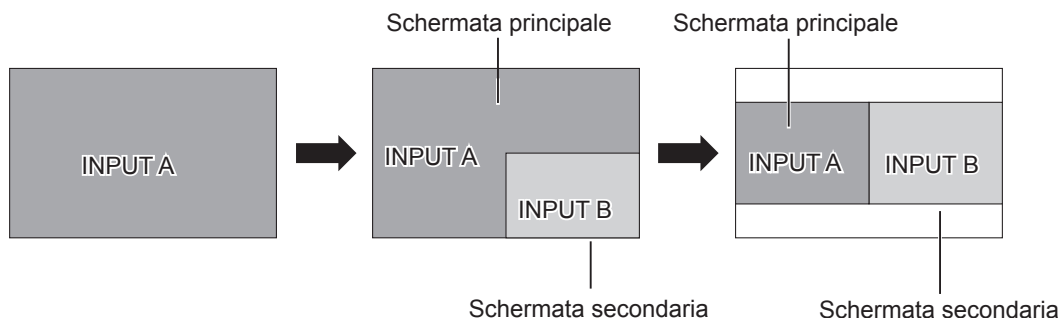 Schermata principale
Schermata principale
INPUT A
INPUT A
INPUT B
INPUT A
INPUT B
Schermata secondaria
Schermata secondaria